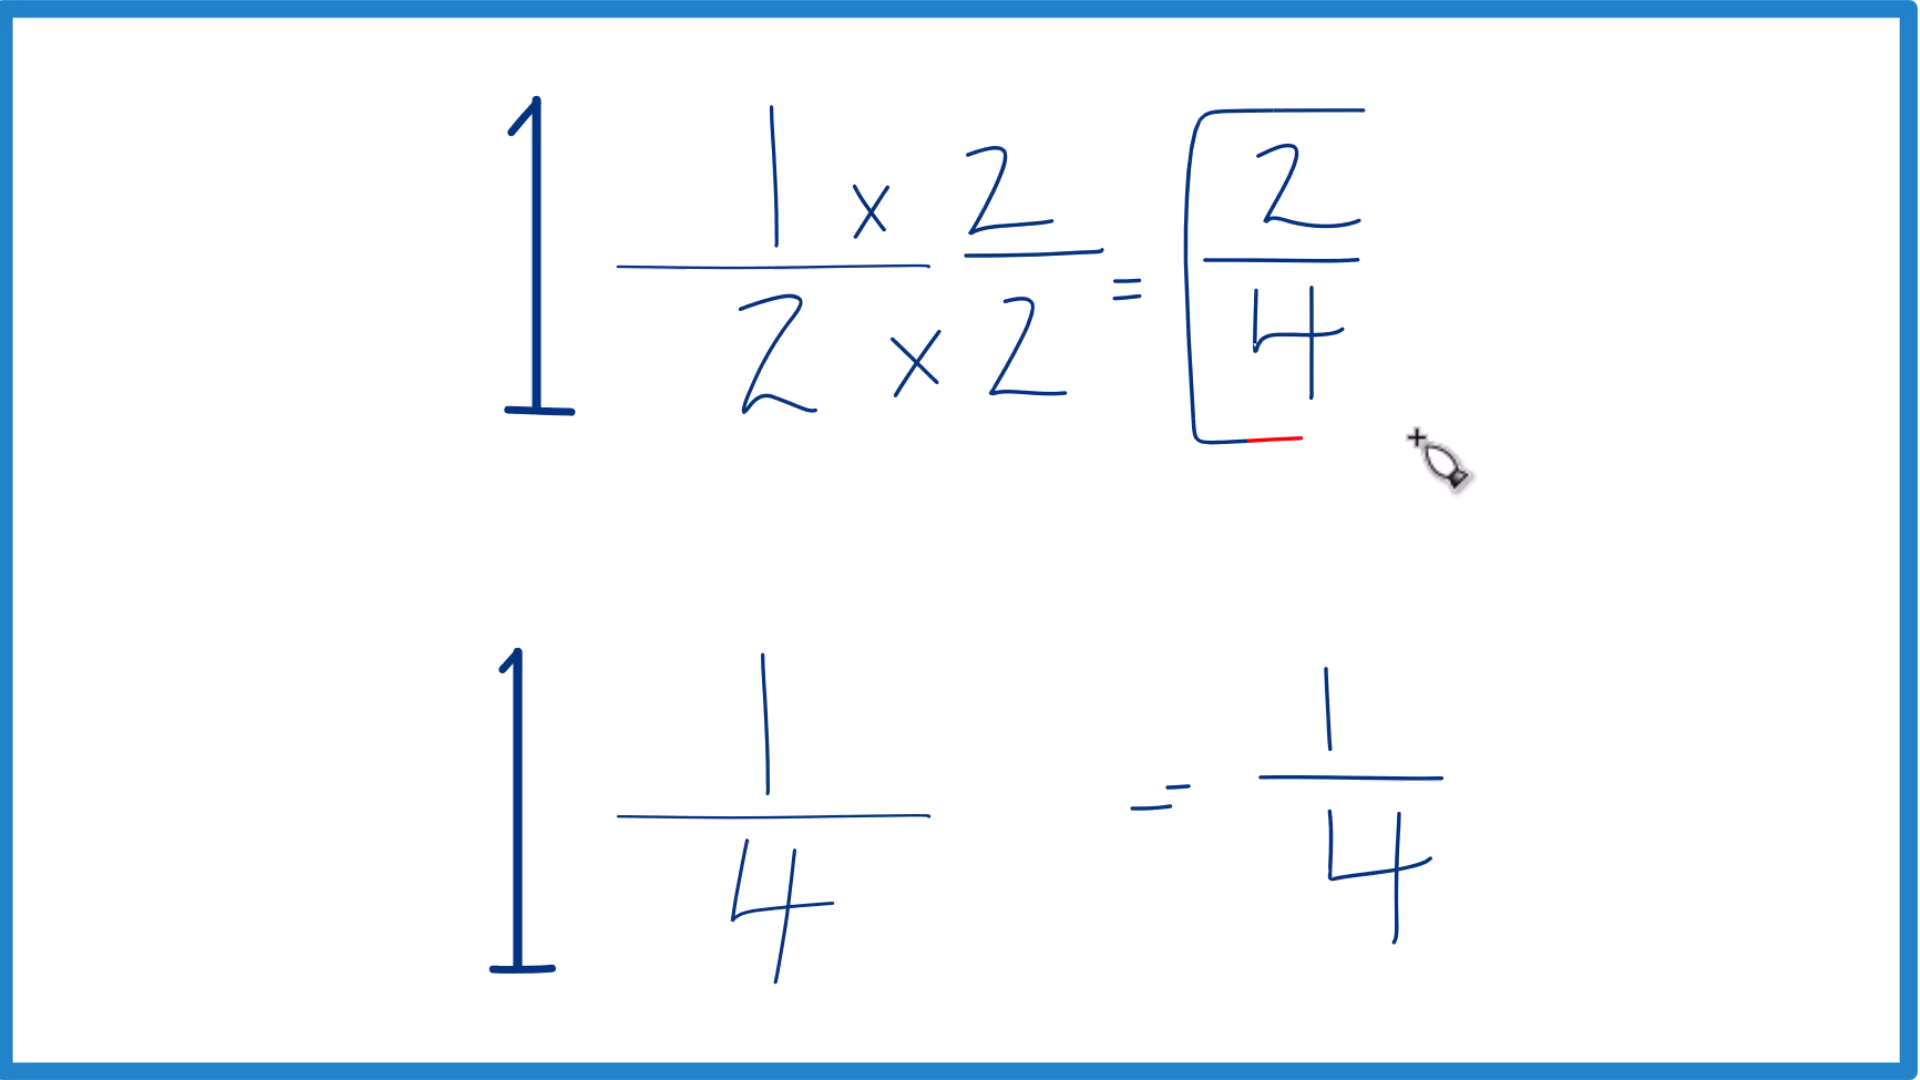 1 1 x 2 = 2
2 x 2 4
1 1 = 1
4 4